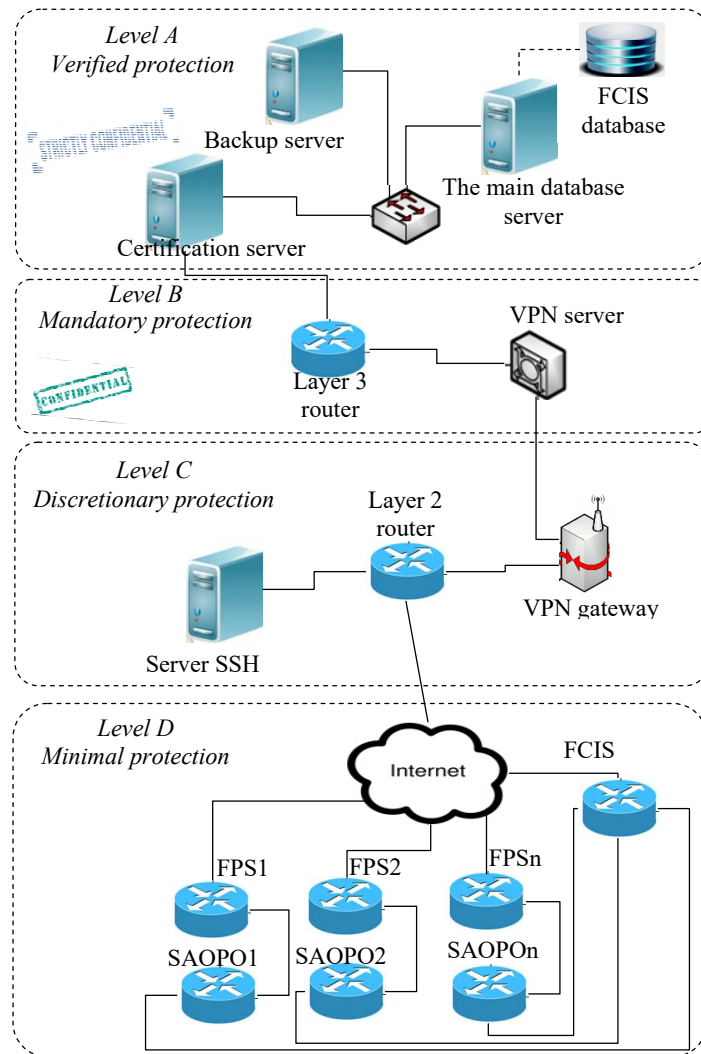 Level A
Verified protection
FCIS
database
Backup server
STRICTLY CONFIDENTIAL
The main database
server
Certification server
Level B
Mandatory protection
VPN server
Layer 3
router
CONFIDENTIAL
Level C
Discretionary protection
Layer 2
router
VPN gateway
Server SSH
Level D
Minimal protection
Internet
FCIS
FPS1
FPS2
FPSn
SAOPO1
SAOPO2
SAOPOn